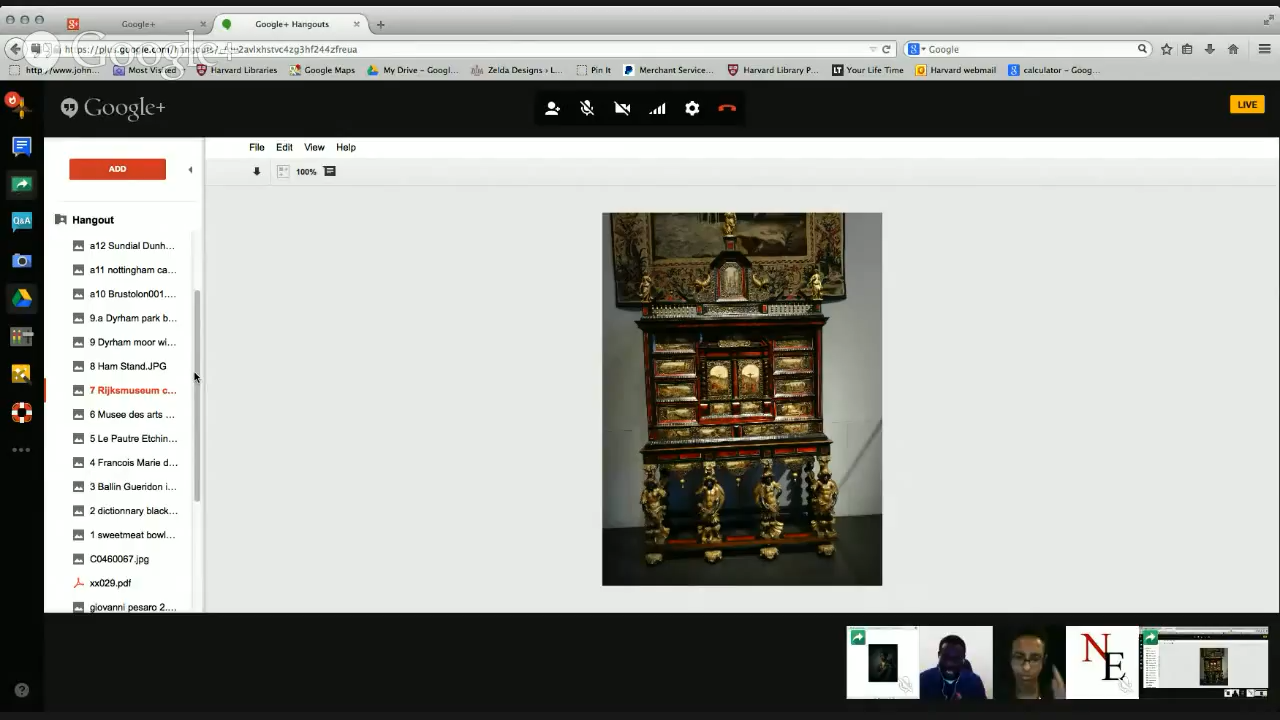 Google+
Google+ Hangouts
Google+
Google
http://www.john...
Most Visited
Harvard Libraries
Google Maps
My Drive – Googl...
Zelda Designs » L...
Pin It
Merchant Service...
Harvard Library P...
Your Life Time
Harvard webmail
calculator – Goog...
Google+
LIVE
File Edit View Help
ADD
100%
Hangout
Q&A
a12 Sundial Dunh...
a11 nottingham ca...
a10 Brustolon001....
9.a Dyrham park b...
9 Dyrham moor wi...
8 Ham Stand.JPG
7 Rijksmuseum c...
6 Musee des arts ...
5 Le Pautre Etchin...
4 Francois Marie d...
3 Ballin Gueridon i...
2 dictionnary black...
1 sweetmeat bowl...
C0460067.jpg
xx029.pdf
giovanni pesaro 2....
NE